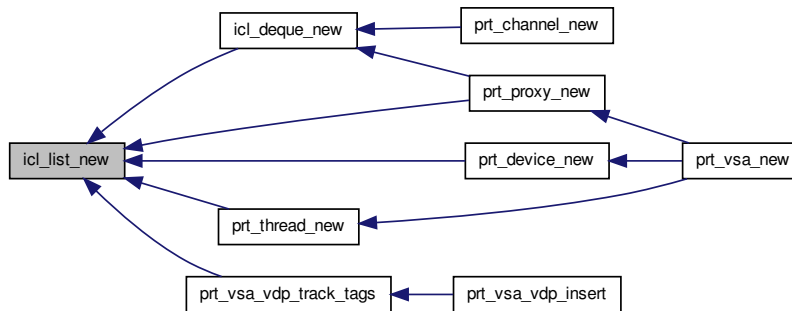 icl_deque_new
prt_channel_new
prt_proxy_new
icl_list_new
prt_device_new
prt_vsa_new
prt_thread_new
prt_vsa_vdp_track_tags
prt_vsa_vdp_insert